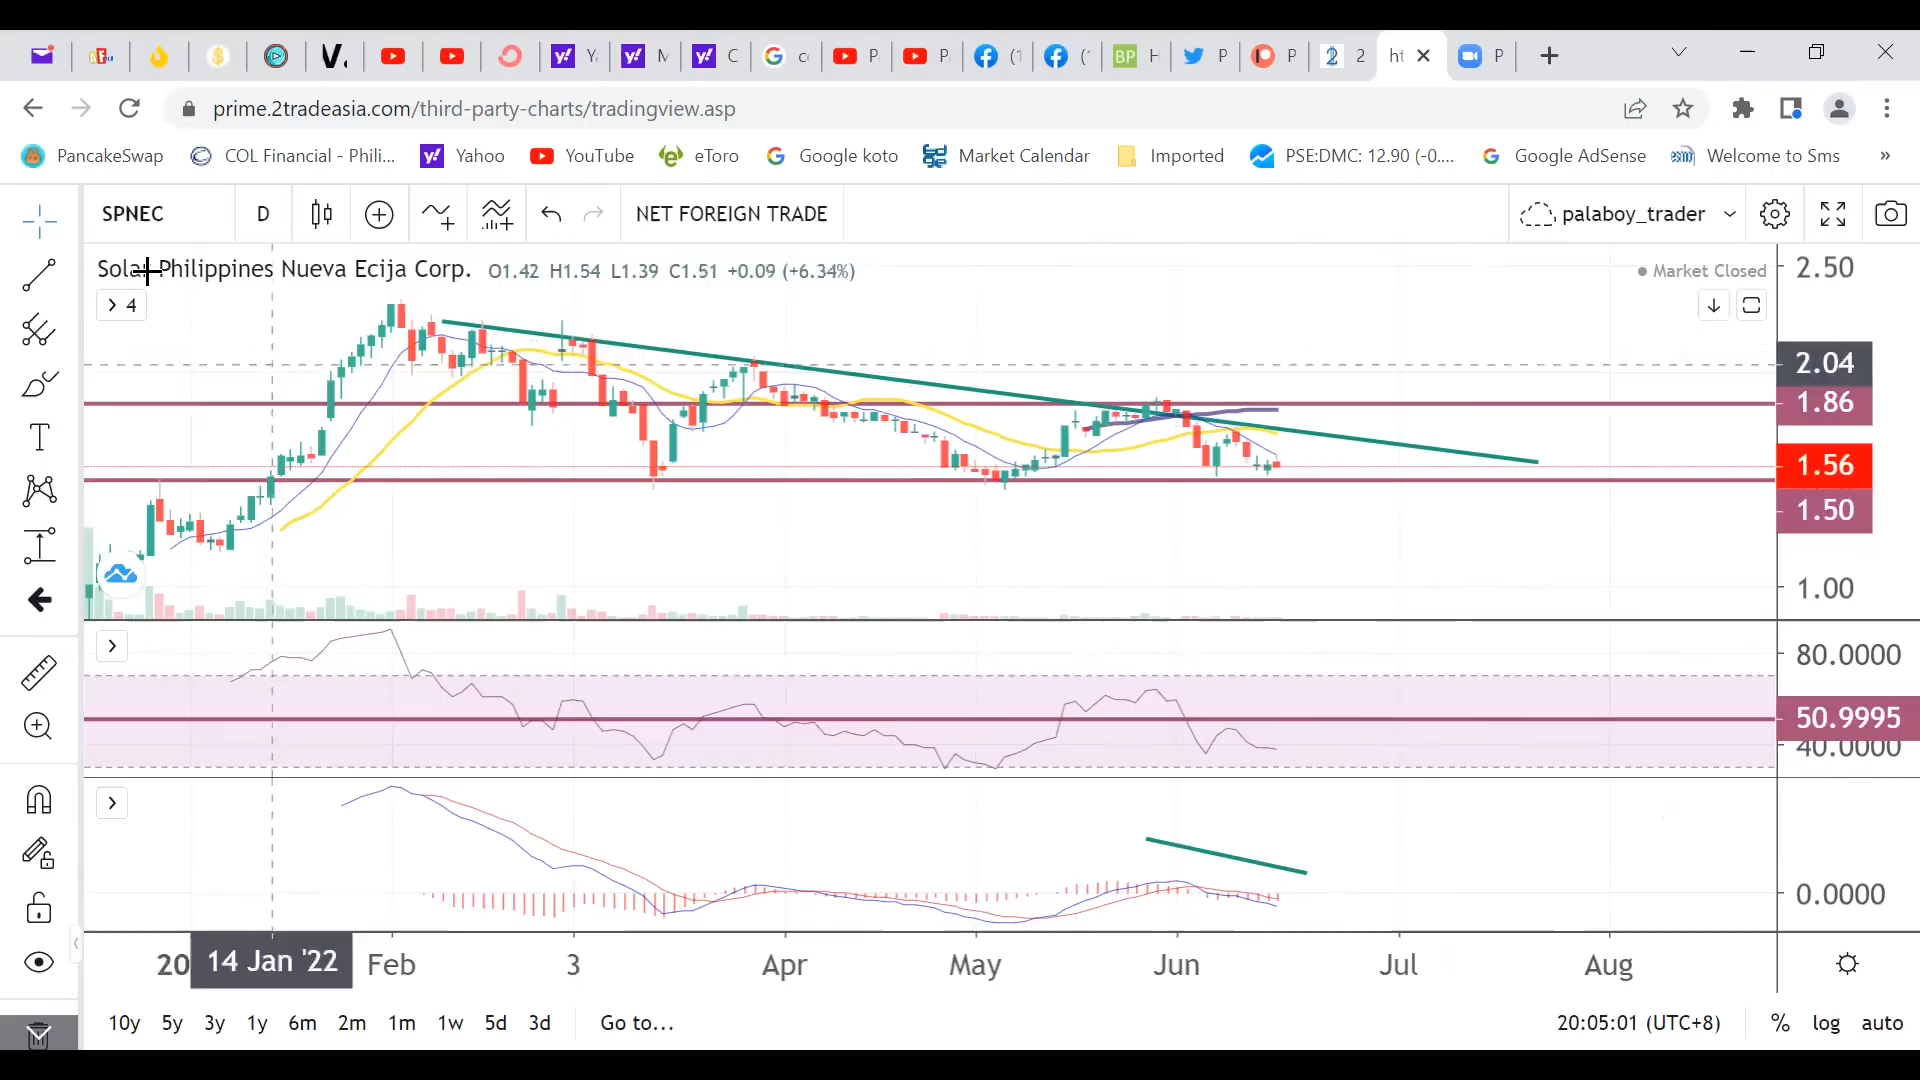 Y
M
C
c
P
P
(1
('
BP H
P
P
2 2
ht
P
prime.2tradeasia.com/third-party-charts/tradingview.asp
PancakeSwap COL Financial - Phili... Yahoo YouTube eToro Google koto Market Calendar Imported PSE:DMC: 12.90 (-0.... Google AdSense Welcome to Sms »
SPNEC D NET FOREIGN TRADE palaboy_trader
Solar Philippines Nueva Ecija Corp. O1.42 H1.54 L1.39 C1.51 +0.09 (+6.34%) Market Closed
4
2.50
2.04
1.86
1.56
1.50
1.00
80.0000
50.9995
40.0000
0.0000
20 14 Jan '22 Feb 3 Apr May Jun Jul Aug
10y 5y 3y 1y 6m 2m 1m 1w 5d 3d Go to... 20:05:01 (UTC+8) % log auto